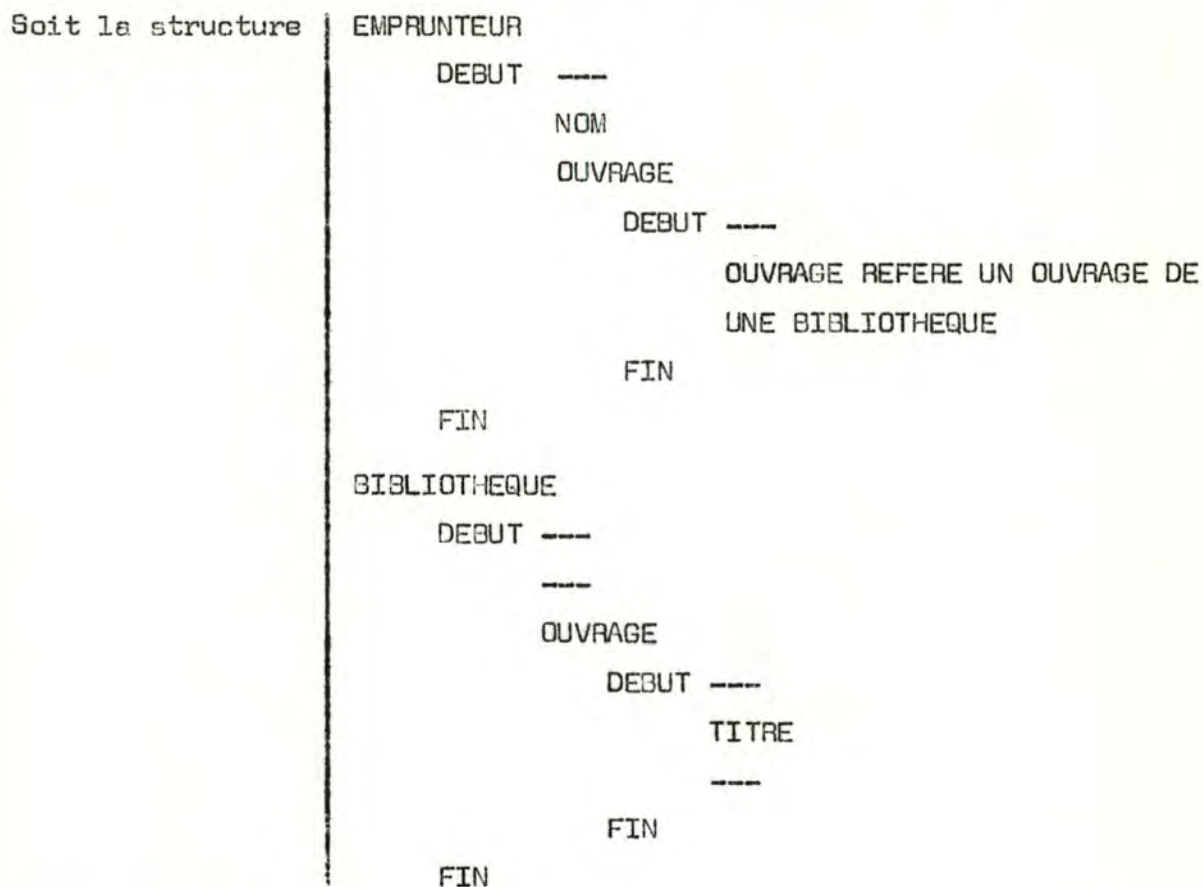 Soit la structure EMPRUNTEUR
DEBUT ---
NOM
OUVRAGE
DEBUT ---
OUVRAGE REFERE UN OUVRAGE DE
UNE BIBLIOTHEQUE
FIN
FIN
BIBLIOTHEQUE
DEBUT ---
---
OUVRAGE
DEBUT ---
TITRE
---
FIN
FIN